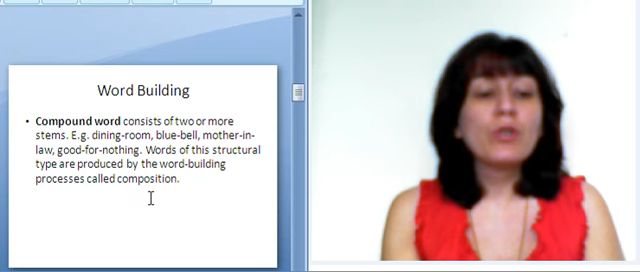 Word Building
• Compound word consists of two or more
stems. E.g. dining-room, blue-bell, mother-in-
law, good-for-nothing. Words of this structural
type are produced by the word-building
processes called composition.